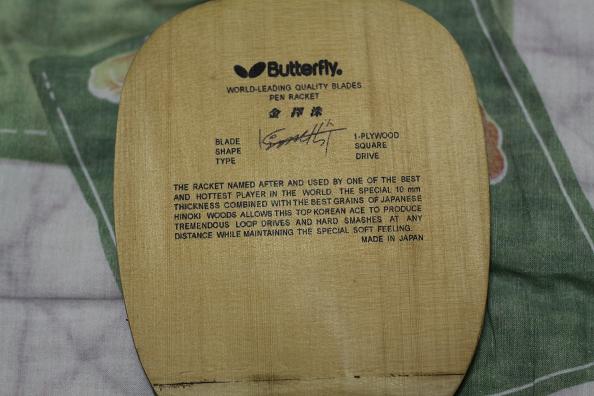 Butterfly.
WORLD-LEADING QUALITY BLADES
PEN RACKET
金擇洙
BLADE 1-PLYWOOD
SHAPE SQUARE
TYPE DRIVE
THE RACKET NAMED AFTER AND USED BY ONE OF THE BEST
AND HOTTEST PLAYER IN THE WORLD. THE SPECIAL 10 mm
THICKNESS COMBINED WITH THE BEST GRAINS OF JAPANESE
HINOKI WOODS ALLOWS THIS TOP KOREAN ACE TO PRODUCE
TREMENDOUS LOOP DRIVES AND HARD SMASHES AT ANY
DISTANCE WHILE MAINTAINING THE SPECIAL SOFT FEELING.
MADE IN JAPAN